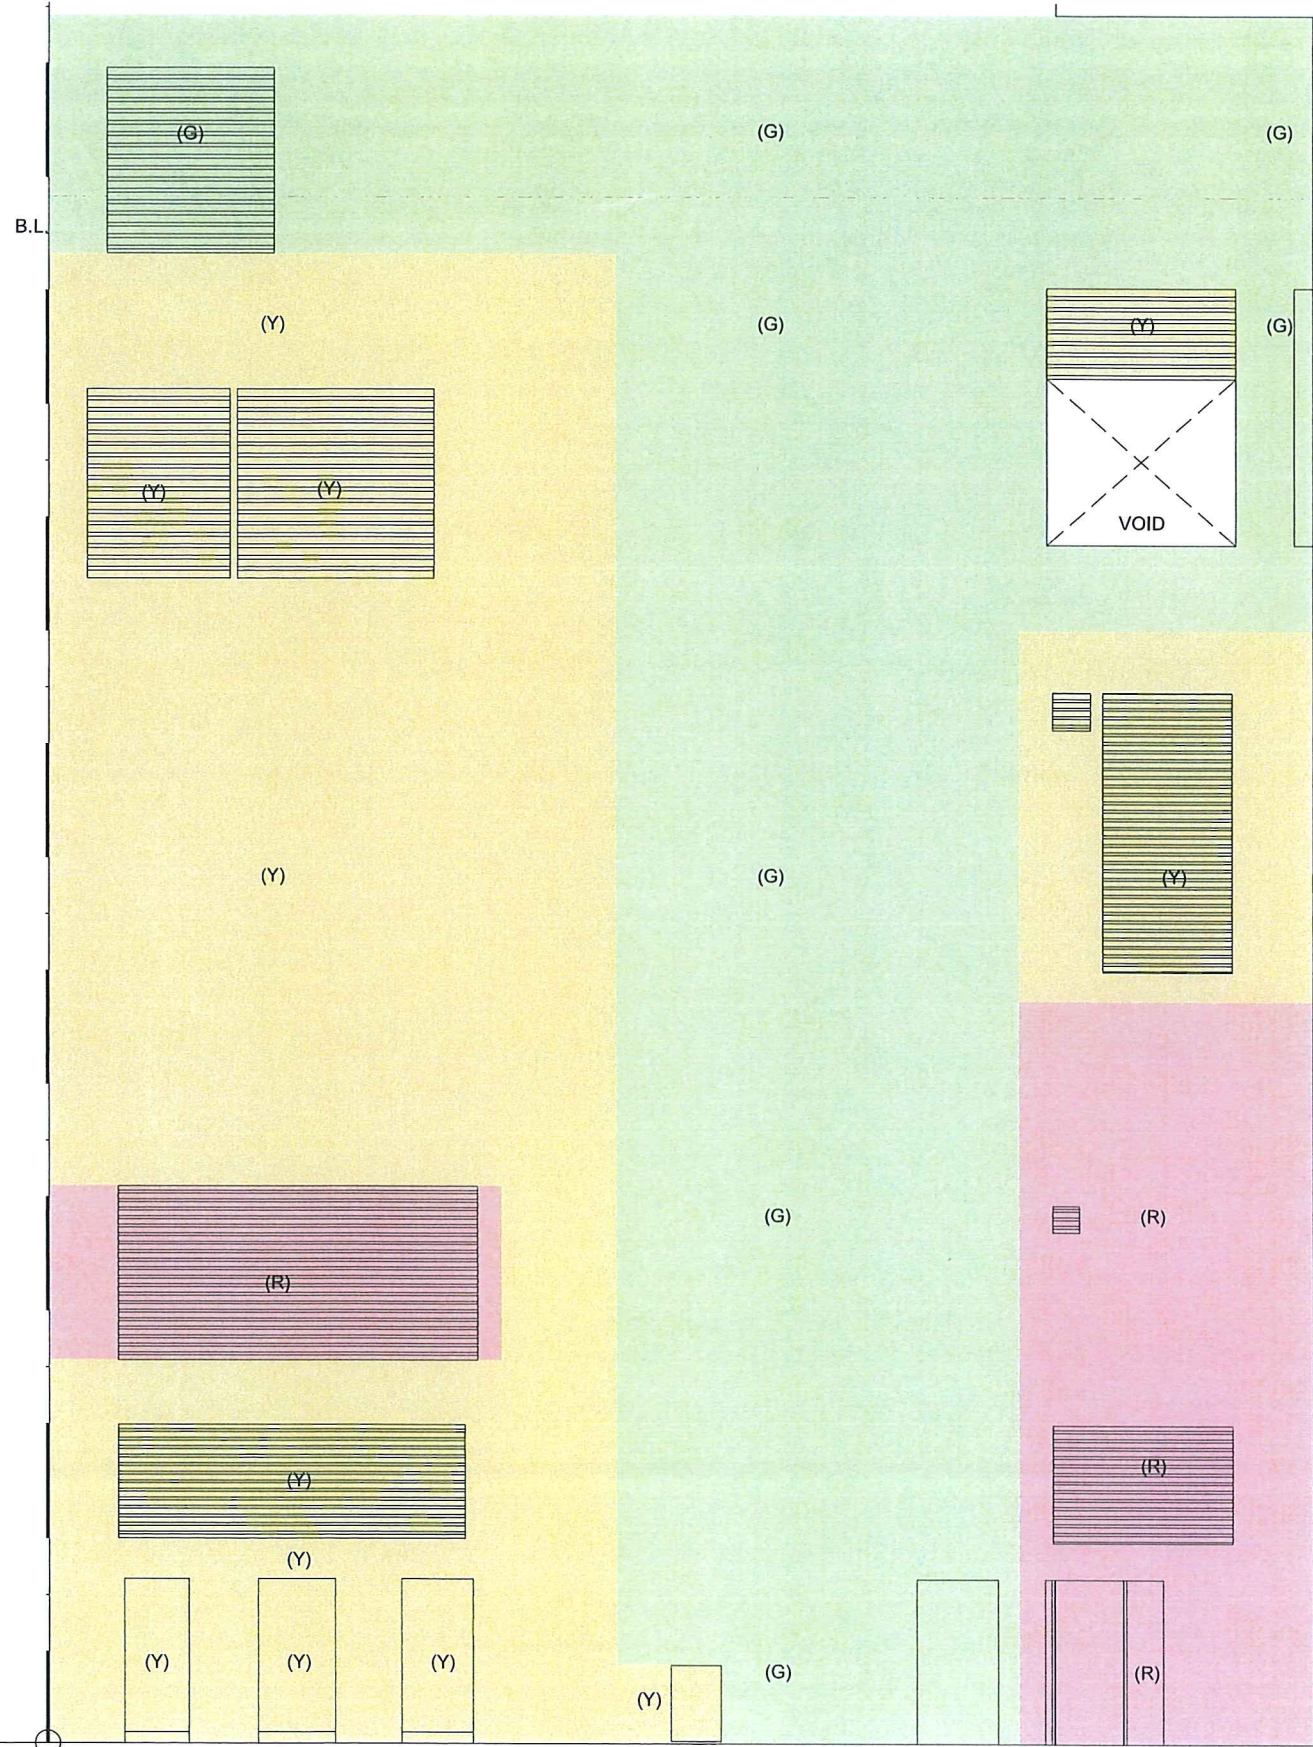 (G) (G) (G)
B.L.
(Y) (G) (Y) (G)
(Y) (Y) VOID
(Y) (G) (Y)
(G) (R)
(R)
(Y) (R)
(Y)
(Y) (Y) (Y) (G) (R)
(Y)